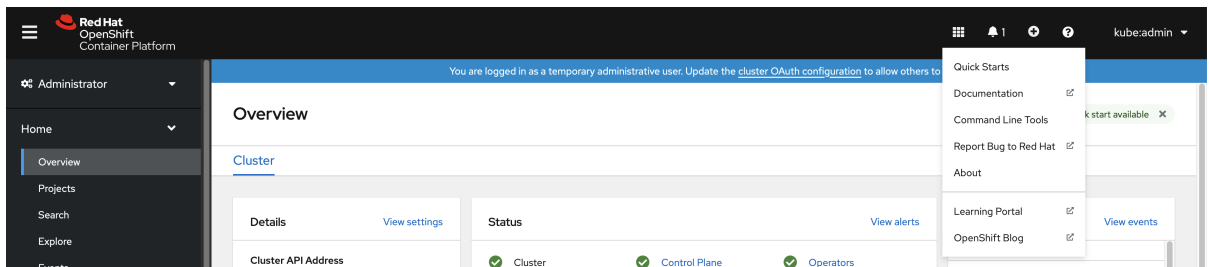 Red Hat
OpenShift
Container Platform
1
kube:admin
Administrator
You are logged in as a temporary administrative user. Update the cluster OAuth configuration to allow others to
Quick Starts
Documentation
Command Line Tools
Report Bug to Red Hat
About
Learning Portal
OpenShift Blog
Home
Overview
Projects
Search
Explore
Overview
start available
Cluster
Details
View settings
Status
View alerts
View events
Cluster API Address
Cluster
Control Plane
Operators